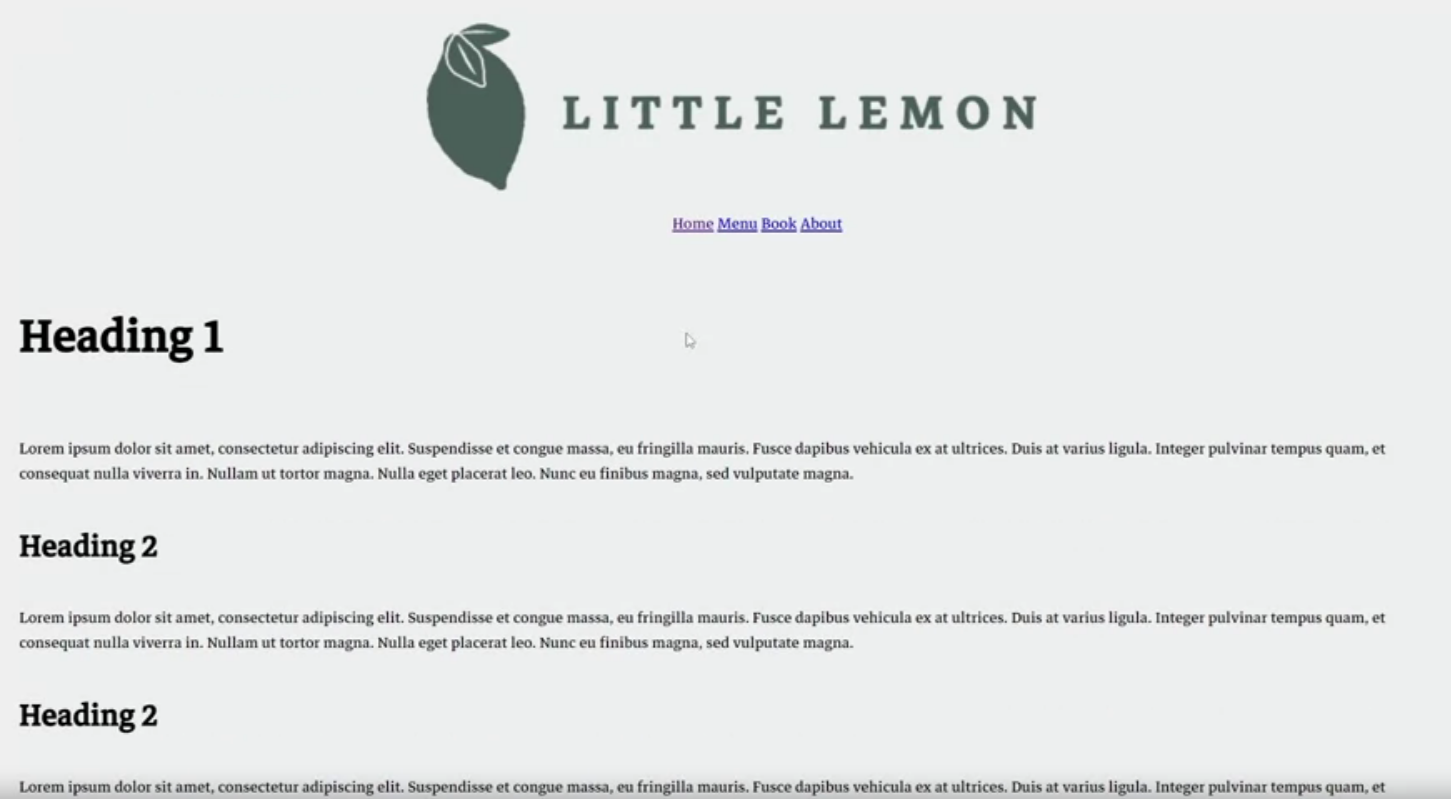 LITTLE LEMON
Home Menu Book About
Heading 1
Lorem ipsum dolor sit amet, consectetur adipiscing elit. Suspendisse et congue massa, eu fringilla mauris. Fusce dapibus vehicula ex at ultrices. Duis at varius ligula. Integer pulvinar tempus quam, et
consequat nulla viverra in. Nullam ut tortor magna. Nulla eget placerat leo. Nunc eu finibus magna, sed vulputate magna.
Heading 2
Lorem ipsum dolor sit amet, consectetur adipiscing elit. Suspendisse et congue massa, eu fringilla mauris. Fusce dapibus vehicula ex at ultrices. Duis at varius ligula. Integer pulvinar tempus quam, et
consequat nulla viverra in. Nullam ut tortor magna. Nulla eget placerat leo. Nunc eu finibus magna, sed vulputate magna.
Heading 2
Lorem ipsum dolor sit amet, consectetur adipiscing elit. Suspendisse et congue massa, eu fringilla mauris. Fusce dapibus vehicula ex at ultrices. Duis at varius ligula. Integer pulvinar tempus quam, et